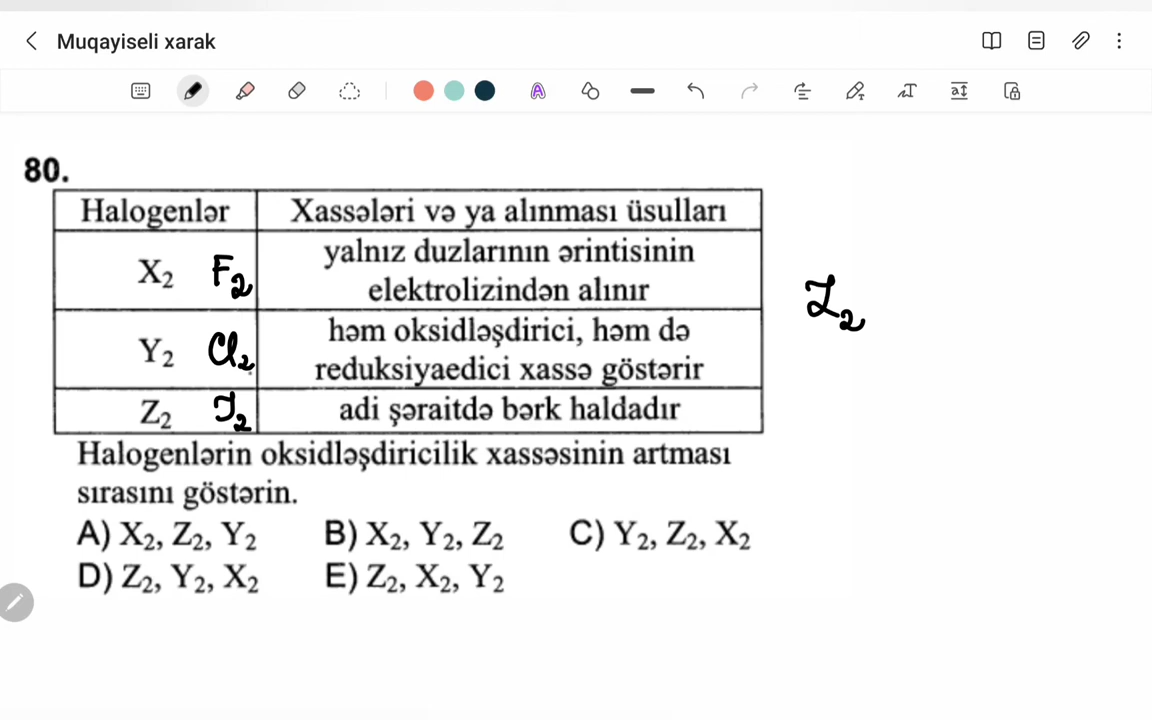 Muqayiseli xarak
80.
Halogenlər Xassələri və ya alınması üsulları
X₂ F₂ yalnız duzlarının ərintisinin elektrolizindən alınır
Y₂ Cl₂ həm oksidləşdirici, həm də reduksiyaedici xassə göstərir
Z₂ J₂ adi şəraitdə bərk haldadır
Z₂
Halogenlərin oksidləşdiricilik xassəsinin artması
sırasını göstərin.
A) X₂, Z₂, Y₂ B) X₂, Y₂, Z₂ C) Y₂, Z₂, X₂
D) Z₂, Y₂, X₂ E) Z₂, X₂, Y₂